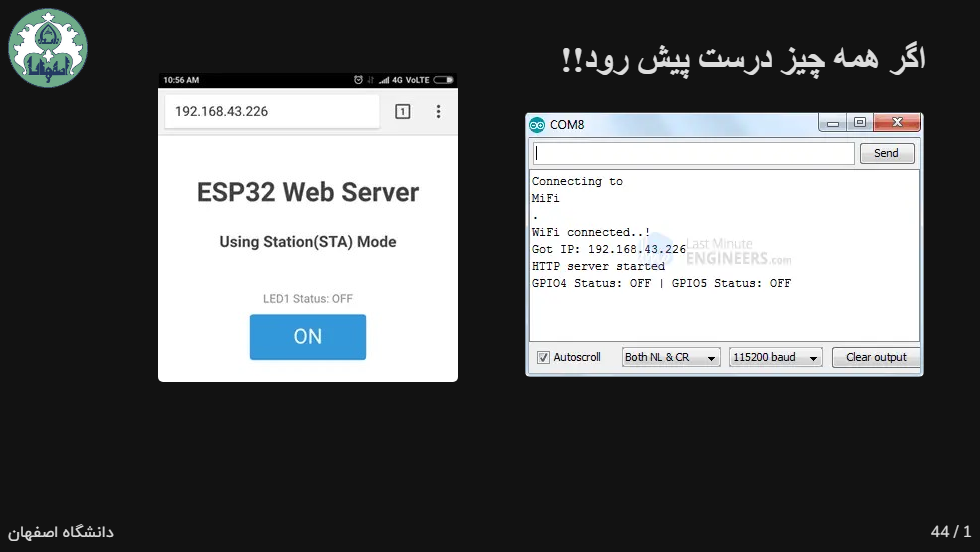 اگر همه چیز درست پیش رود!!
10:56 AM
4G VoLTE
192.168.43.226
1
ESP32 Web Server
Using Station(STA) Mode
LED1 Status: OFF
ON
COM8
Send
Connecting to
MiFi
.
WiFi connected..!
Got IP: 192.168.43.226
HTTP server started
GPIO4 Status: OFF | GPIO5 Status: OFF
Last Minute
ENGINEERS.com
Autoscroll
Both NL & CR
115200 baud
Clear output
دانشگاه اصفهان
44 / 1